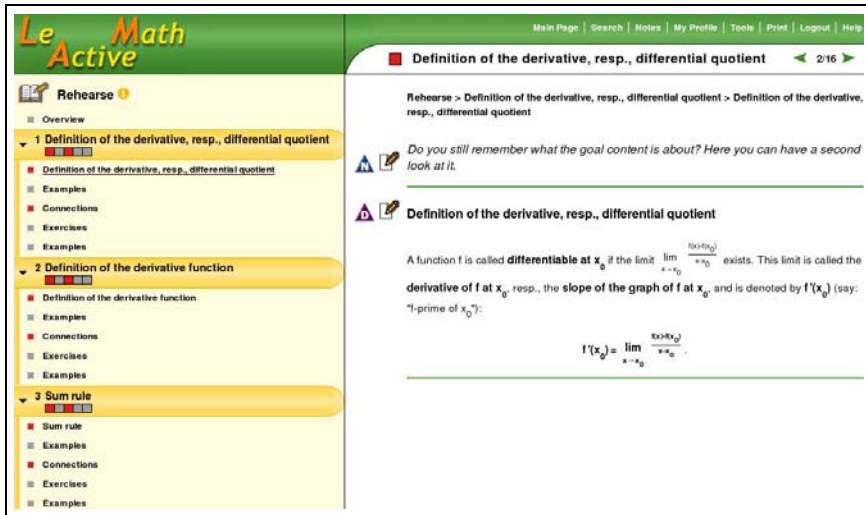 Le Math
Active
Main Page | Search | Notes | My Profile | Tools | Print | Logout | Help
Definition of the derivative, resp., differential quotient 2/16
Rehearse
Overview
1 Definition of the derivative, resp., differential quotient
Definition of the derivative, resp., differential quotient
Examples
Connections
Exercises
Examples
2 Definition of the derivative function
Definition of the derivative function
Examples
Connections
Exercises
Examples
3 Sum rule
Sum rule
Examples
Connections
Exercises
Examples
Rehearse > Definition of the derivative, resp., differential quotient > Definition of the derivative,
resp., differential quotient
N
Do you still remember what the goal content is about? Here you can have a second
look at it.
D
Definition of the derivative, resp., differential quotient
A function f is called differentiable at x₀ if the limit lim x→x₀ f(x)-f(x₀)/x-x₀ exists. This limit is called the
derivative of f at x₀, resp., the slope of the graph of f at x₀, and is denoted by f'(x₀) (say:
"f-prime of x₀"):
f'(x₀) = lim x→x₀ f(x)-f(x₀)/x-x₀ .